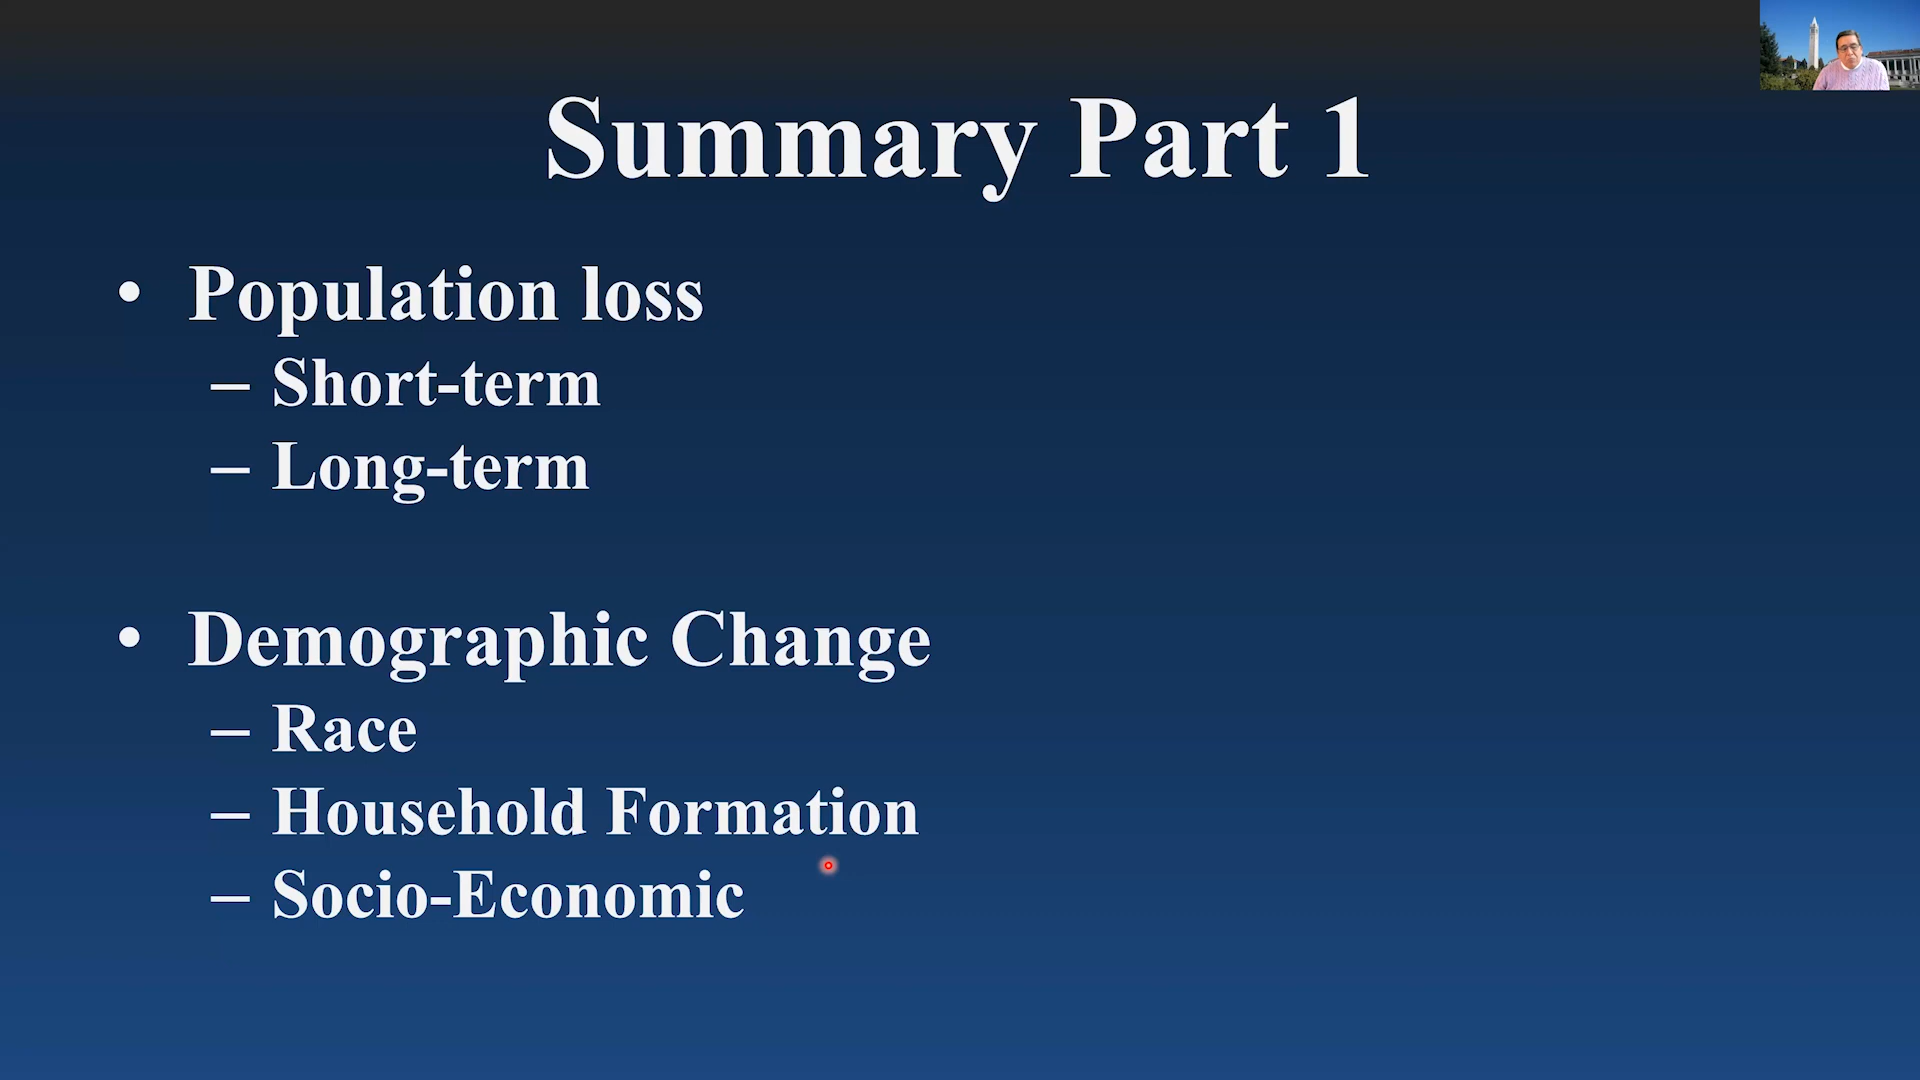 Summary Part 1
• Population loss
– Short-term
– Long-term
• Demographic Change
– Race
– Household Formation
– Socio-Economic